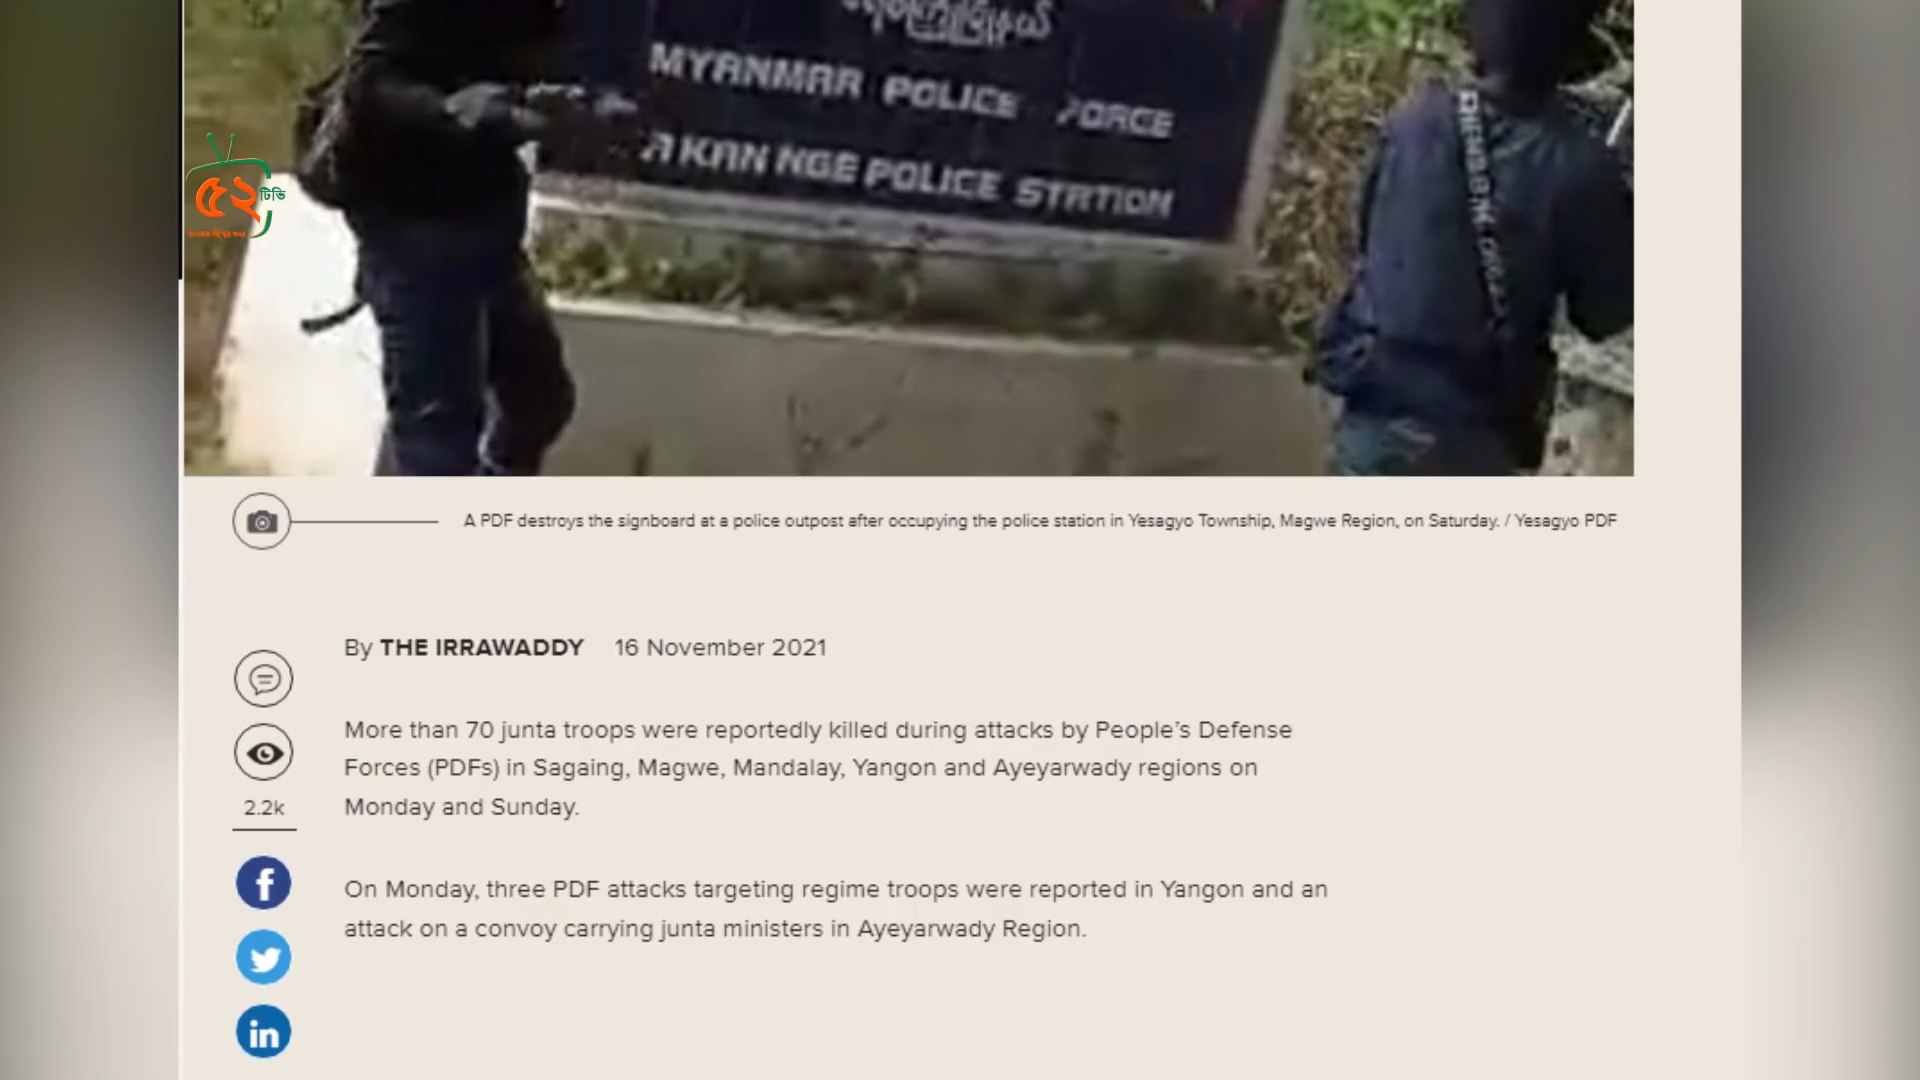 MYANMAR POLICE FORCE
A KAN NGE POLICE STATION
৫২
টিভি
A PDF destroys the signboard at a police outpost after occupying the police station in Yesagyo Township, Magwe Region, on Saturday. / Yesagyo PDF
By THE IRRAWADDY 16 November 2021
More than 70 junta troops were reportedly killed during attacks by People’s Defense
Forces (PDFs) in Sagaing, Magwe, Mandalay, Yangon and Ayeyarwady regions on
Monday and Sunday.
2.2k
On Monday, three PDF attacks targeting regime troops were reported in Yangon and an
attack on a convoy carrying junta ministers in Ayeyarwady Region.